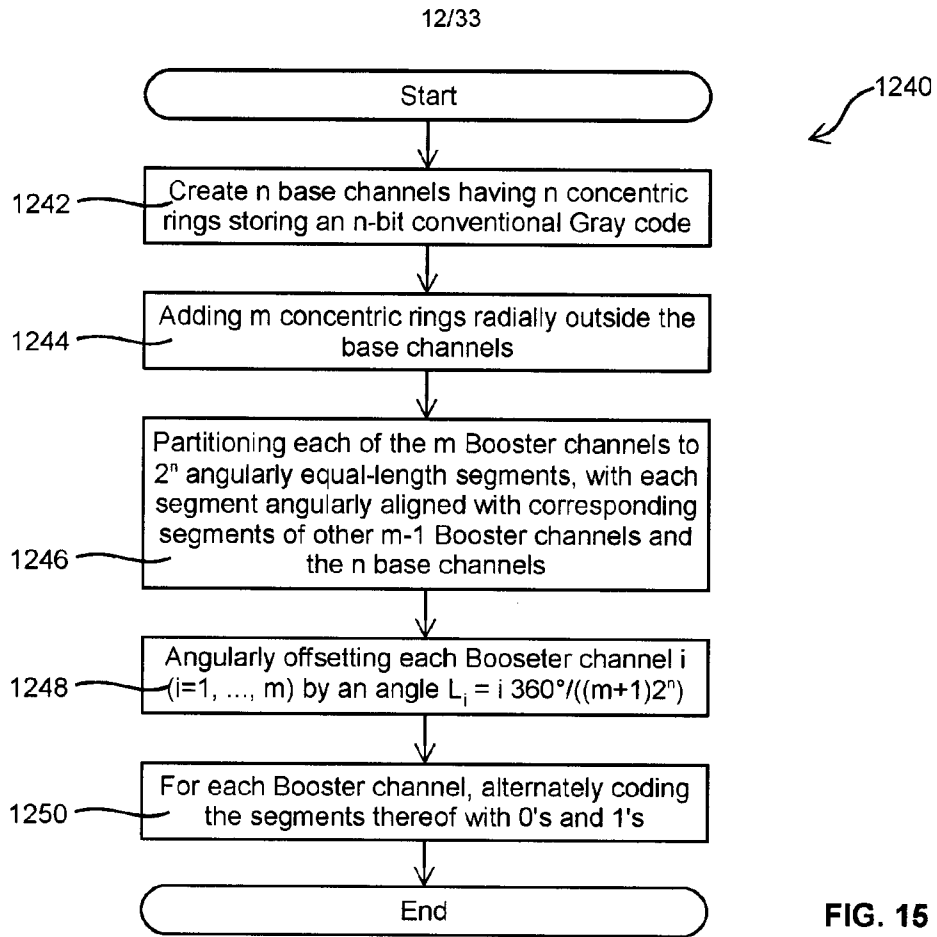 12/33
Start
1240
1242
Create n base channels having n concentric
rings storing an n-bit conventional Gray code
1244
Adding m concentric rings radially outside the
base channels
1246
Partitioning each of the m Booster channels to
2ⁿ angularly equal-length segments, with each
segment angularly aligned with corresponding
segments of other m-1 Booster channels and
the n base channels
1248
Angularly offsetting each Booseter channel i
(i=1, ..., m) by an angle Lᵢ = i 360°/((m+1)2ⁿ)
1250
For each Booster channel, alternately coding
the segments thereof with 0's and 1's
End
FIG. 15